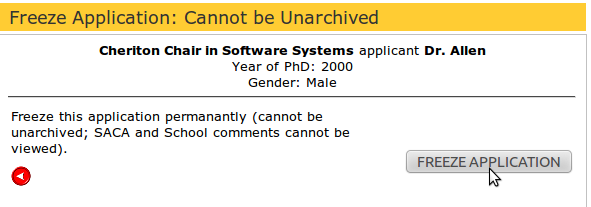 Freeze Application: Cannot be Unarchived
Cheriton Chair in Software Systems applicant Dr. Allen
Year of PhD: 2000
Gender: Male
Freeze this application permanantly (cannot be
unarchived; SACA and School comments cannot be
viewed).
FREEZE APPLICATION